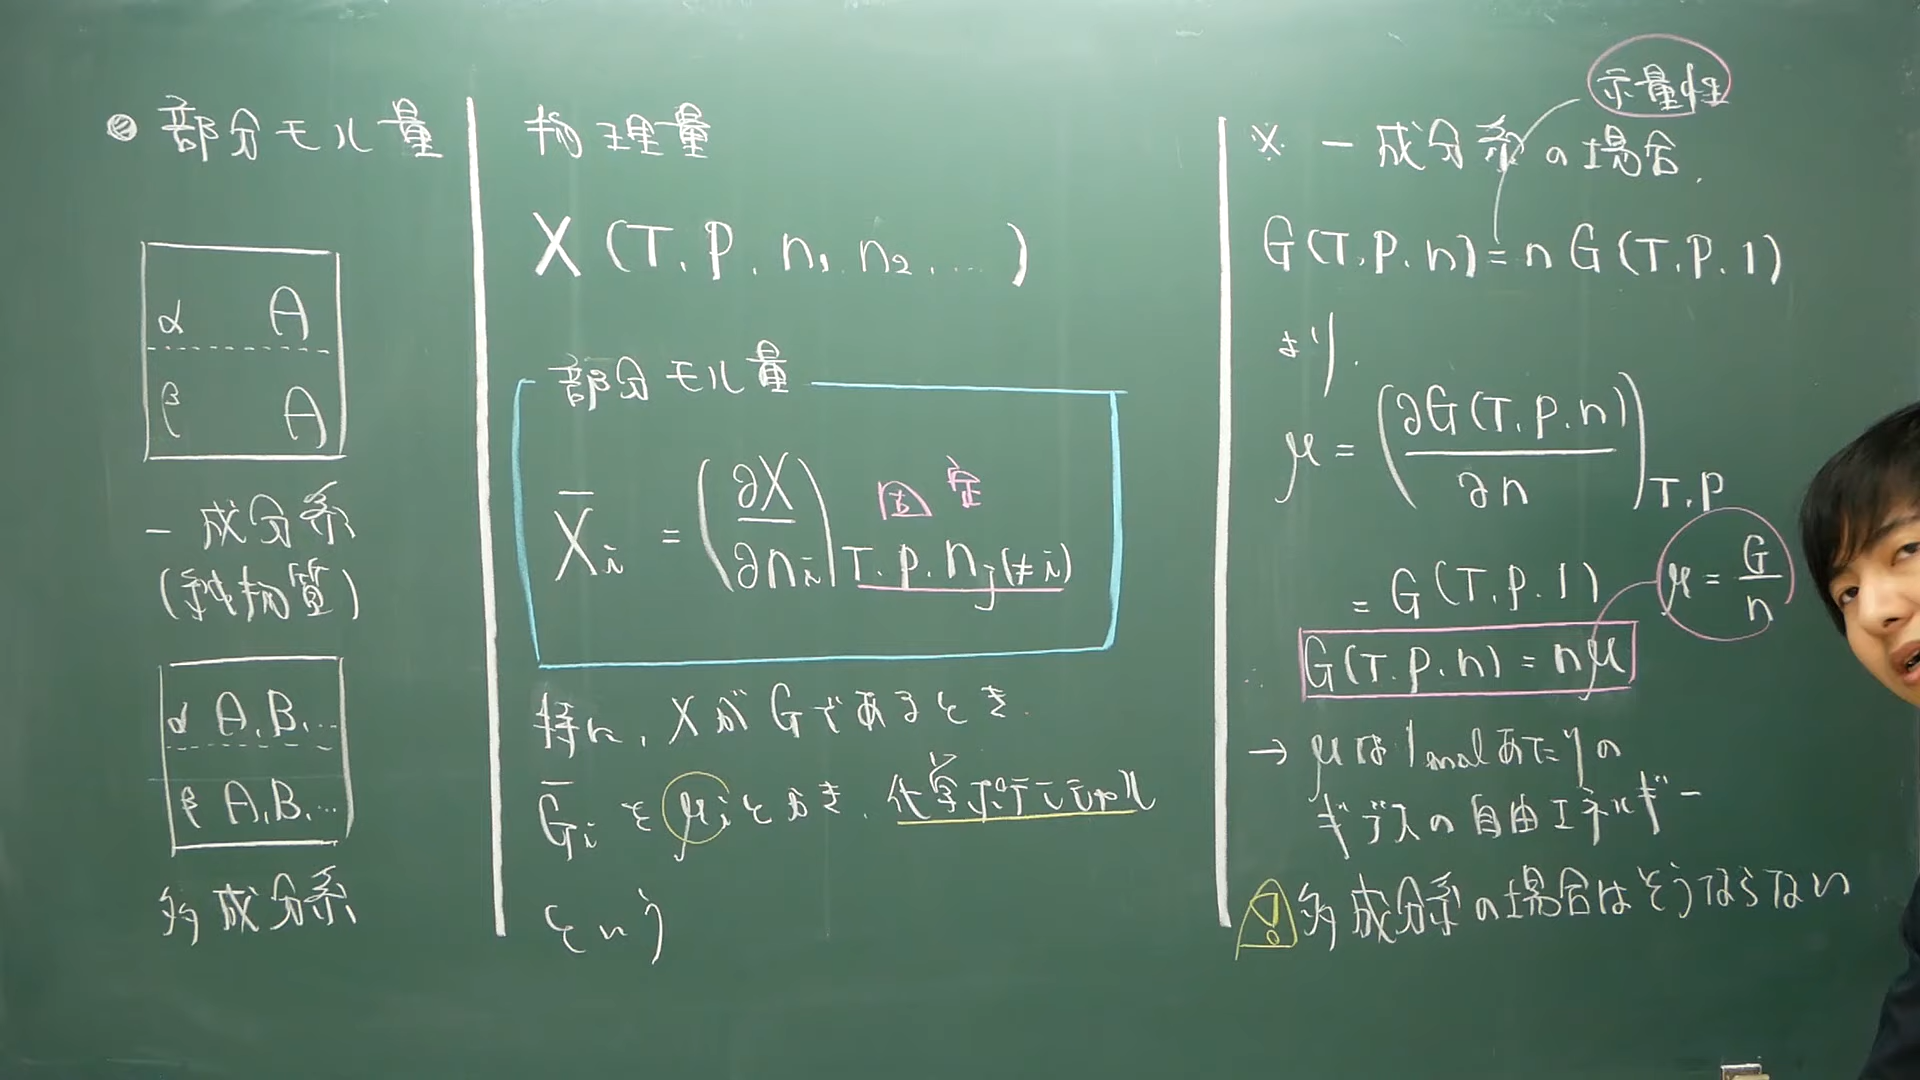 部分モル量
α A
β A
一成分系
(純物質)
α A.B.…
β A.B.…
多成分系
物理量
X (T. P. n₁. n₂. … )
部分モル量
X̄ᵢ = (∂X/∂nᵢ) T. P. nⱼ(≠i)
固定
特に, XがGであるとき.
Ḡᵢ を μᵢとおき. 化学ポテンシャル
という
示量性
※ 一成分系の場合.
G(T.P.n) = n G(T.P.1)
より.
μ = (∂G(T.P.n)/∂n) T.P
= G(T.P.1)
μ = G/n
∴ G(T.P.n) = nμ
→ μは1molあたりの
ギブスの自由エネルギー
! 多成分系の場合はそうならない